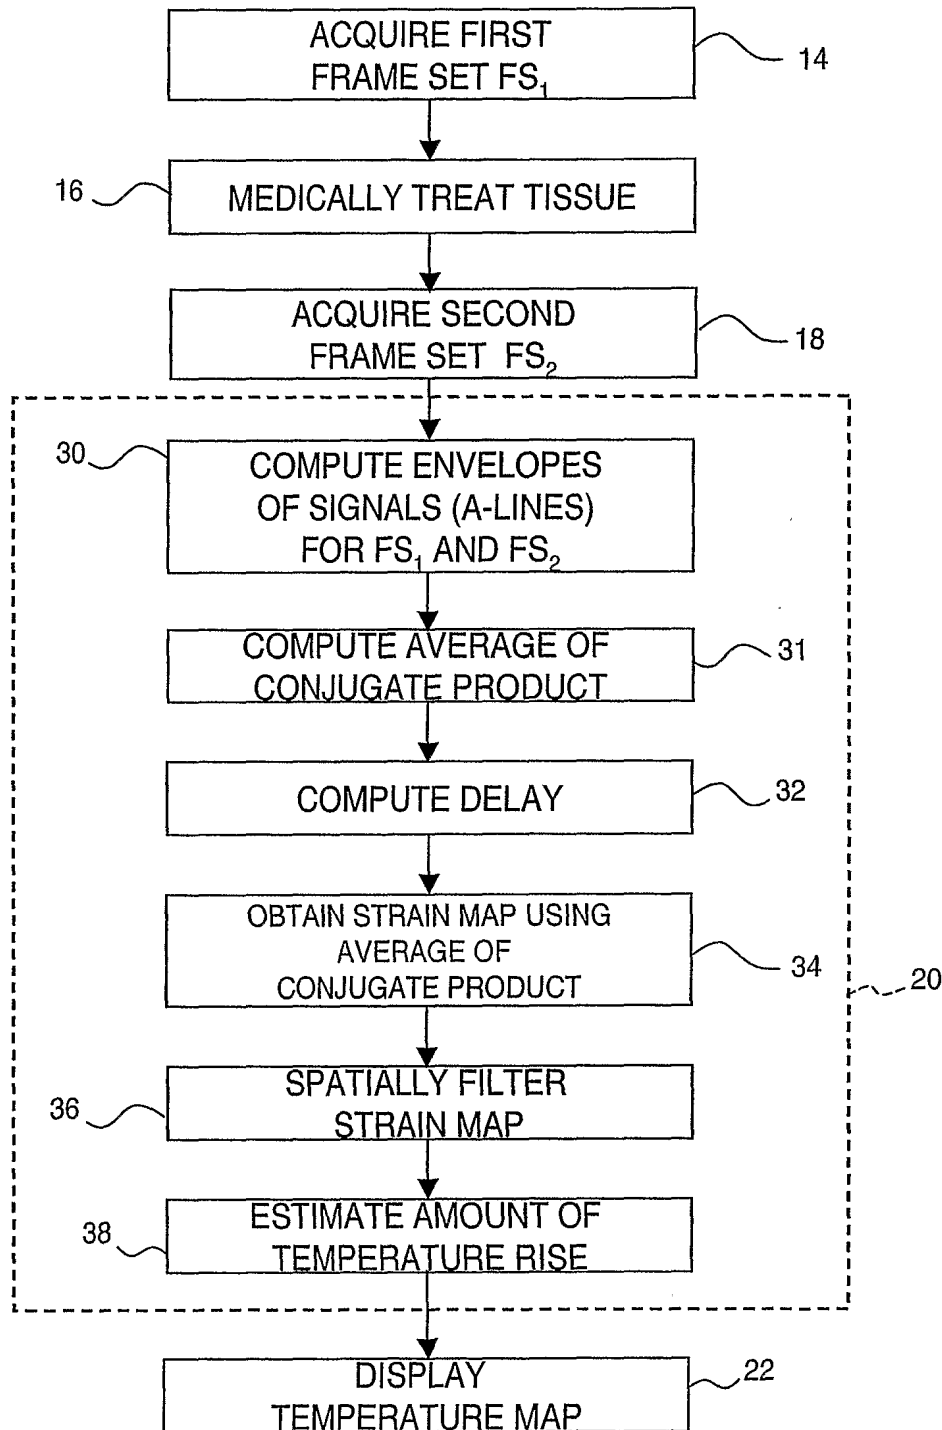 ACQUIRE FIRST
FRAME SET FS₁
14
16
MEDICALLY TREAT TISSUE
ACQUIRE SECOND
FRAME SET FS₂
18
30
COMPUTE ENVELOPES
OF SIGNALS (A-LINES)
FOR FS₁ AND FS₂
COMPUTE AVERAGE OF
CONJUGATE PRODUCT
31
COMPUTE DELAY
32
OBTAIN STRAIN MAP USING
AVERAGE OF
CONJUGATE PRODUCT
34
20
36
SPATIALLY FILTER
STRAIN MAP
38
ESTIMATE AMOUNT OF
TEMPERATURE RISE
DISPLAY
TEMPERATURE MAP
22